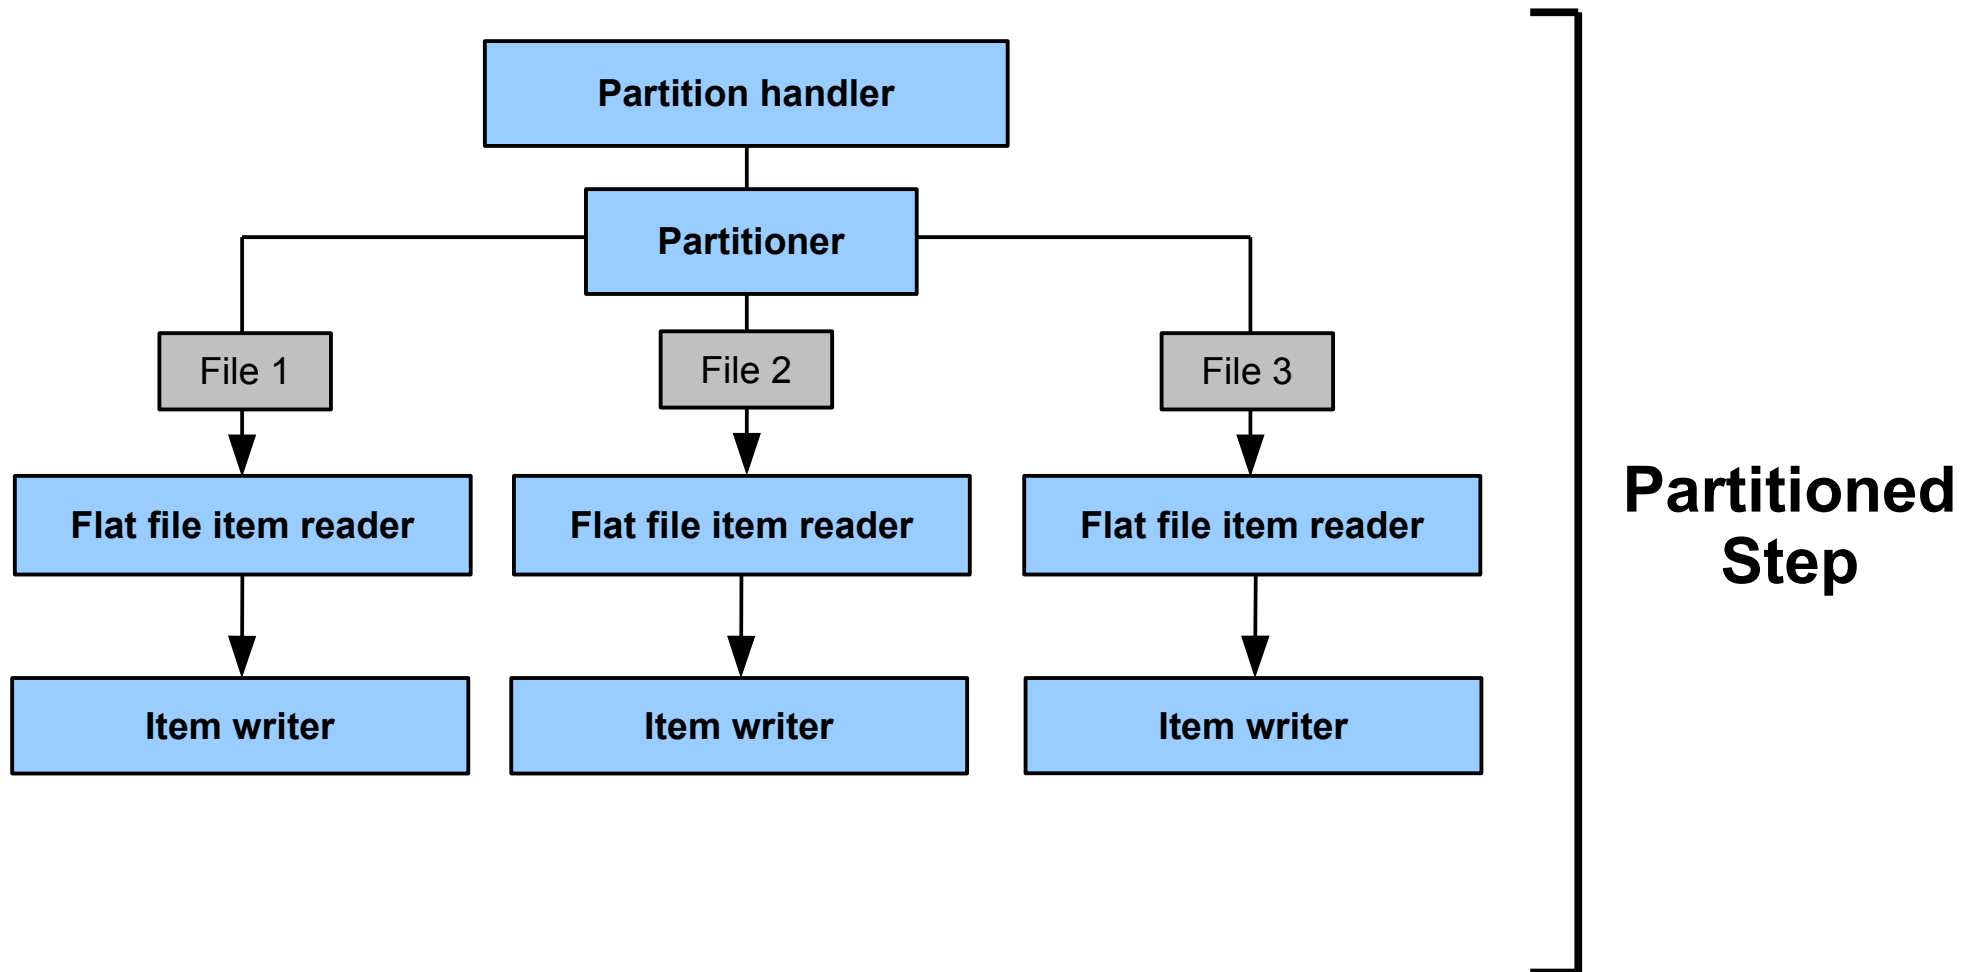 Partition handler
Partitioner
File 1
File 2
File 3
Flat file item reader
Flat file item reader
Flat file item reader
Item writer
Item writer
Item writer
Partitioned
Step